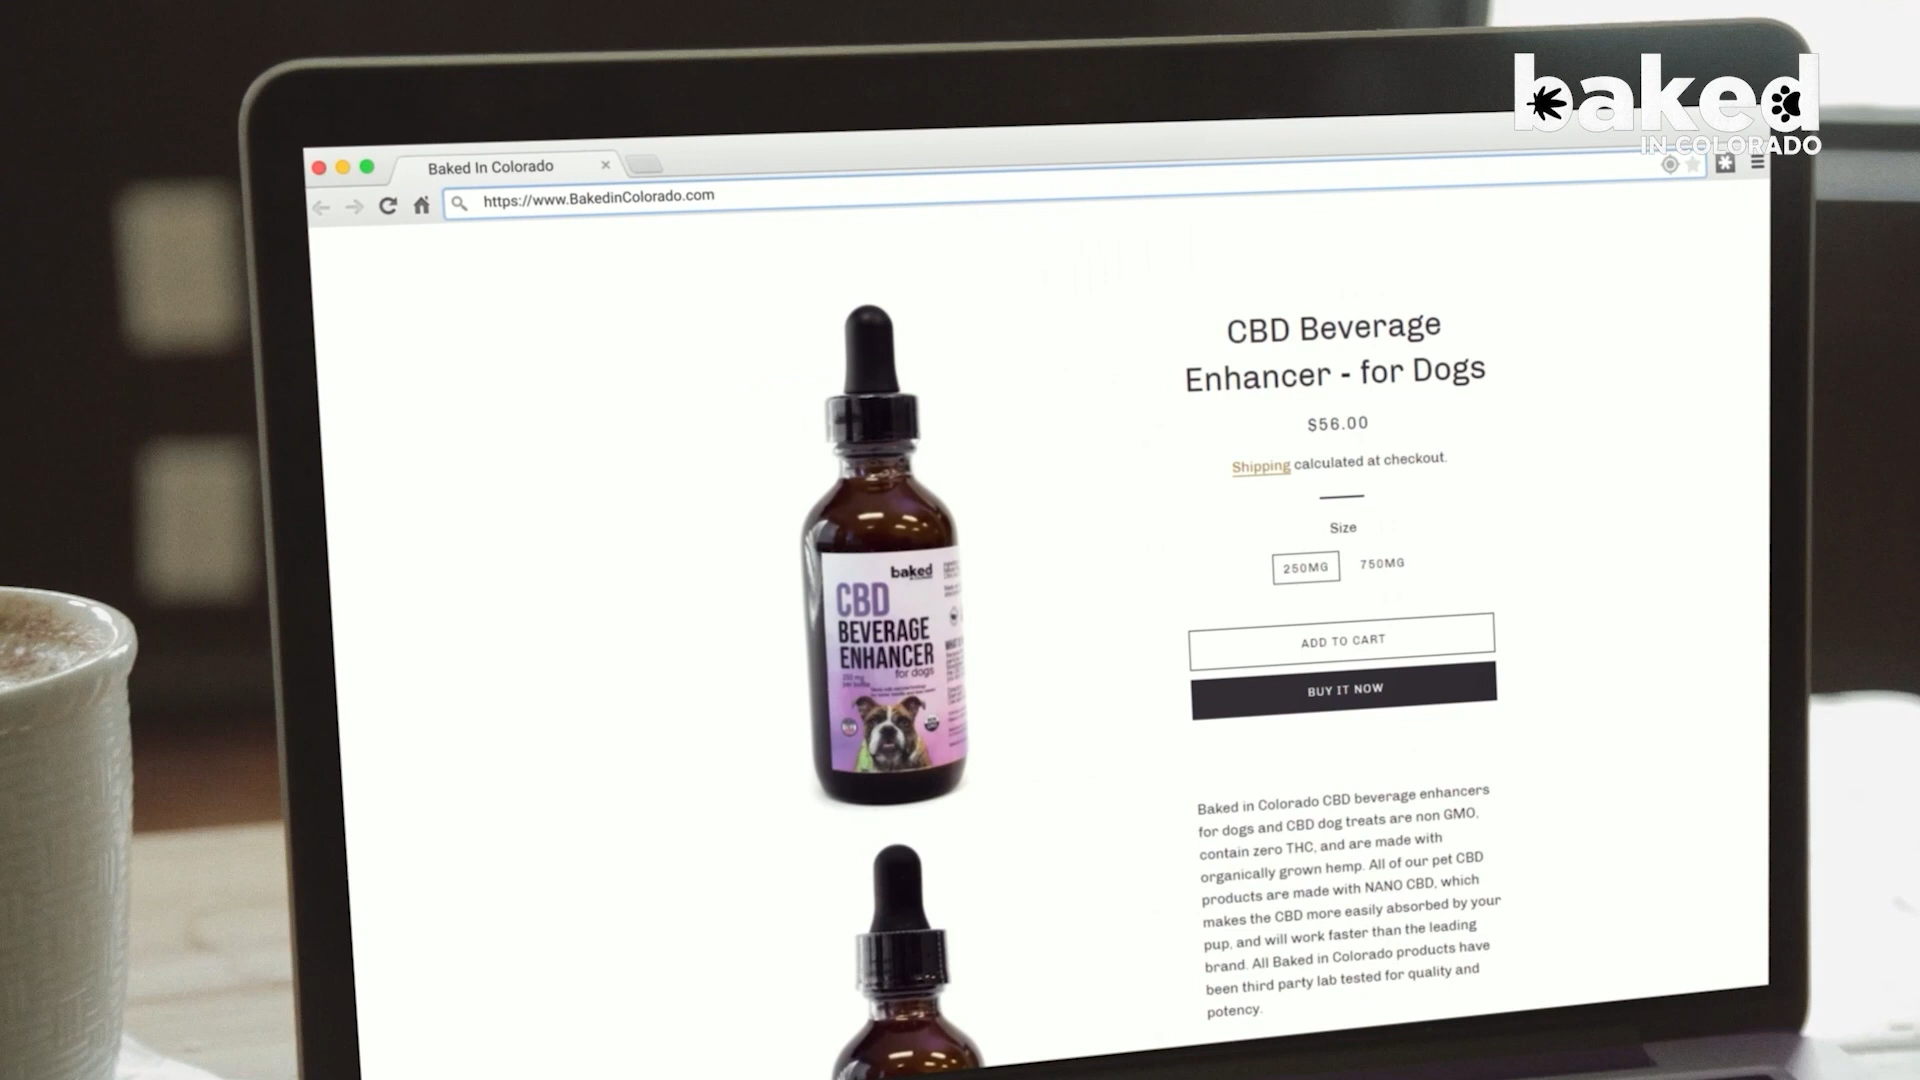 baked
IN COLORADO
Baked In Colorado
https://www.BakedinColorado.com
CBD Beverage
Enhancer - for Dogs
$56.00
Shipping calculated at checkout.
Size
250MG 750MG
ADD TO CART
BUY IT NOW
baked
CBD
BEVERAGE
ENHANCER
for dogs
250 mg
per bottle
Baked in Colorado CBD beverage enhancers
for dogs and CBD dog treats are non GMO,
contain zero THC, and are made with
organically grown hemp. All of our pet CBD
products are made with NANO CBD, which
makes the CBD more easily absorbed by your
pup, and will work faster than the leading
brand. All Baked in Colorado products have
been third party lab tested for quality and
potency.